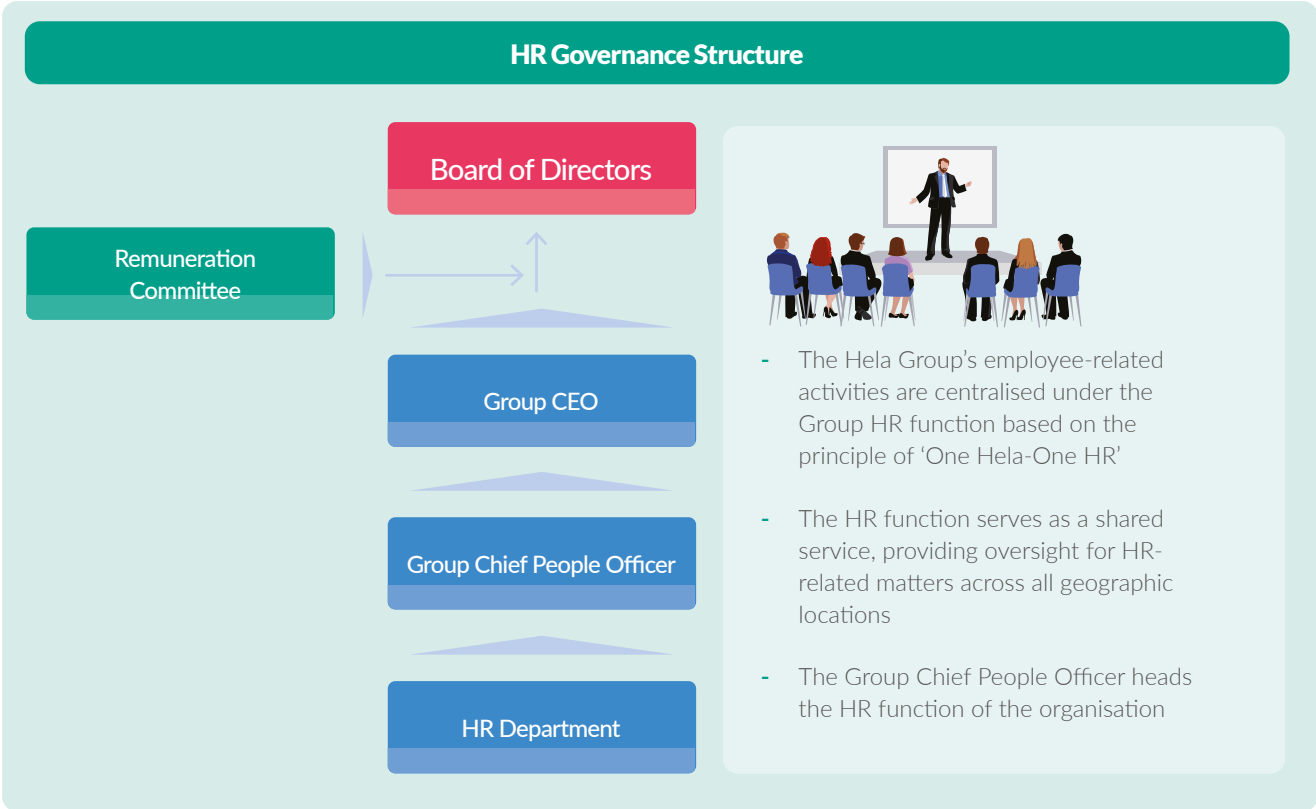 HR Governance Structure
Board of Directors
Remuneration
Committee
Group CEO
Group Chief People Officer
HR Department
- The Hela Group’s employee-related
activities are centralised under the
Group HR function based on the
principle of ‘One Hela-One HR’
- The HR function serves as a shared
service, providing oversight for HR-
related matters across all geographic
locations
- The Group Chief People Officer heads
the HR function of the organisation